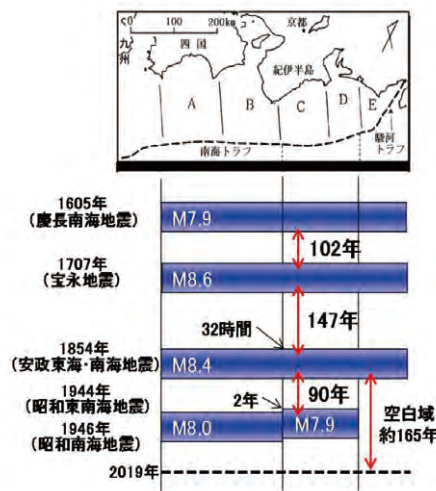 0 100 200km
九州
四国
京都
紀伊半島
A B C D E
南海トラフ
駿河トラフ
1605年
(慶長南海地震)
M7.9
102年
1707年
(宝永地震)
M8.6
147年
32時間
1854年
(安政東海・南海地震)
M8.4
1944年
(昭和東南海地震)
2年
90年
空白域
約165年
1946年
(昭和南海地震)
M8.0
M7.9
2019年